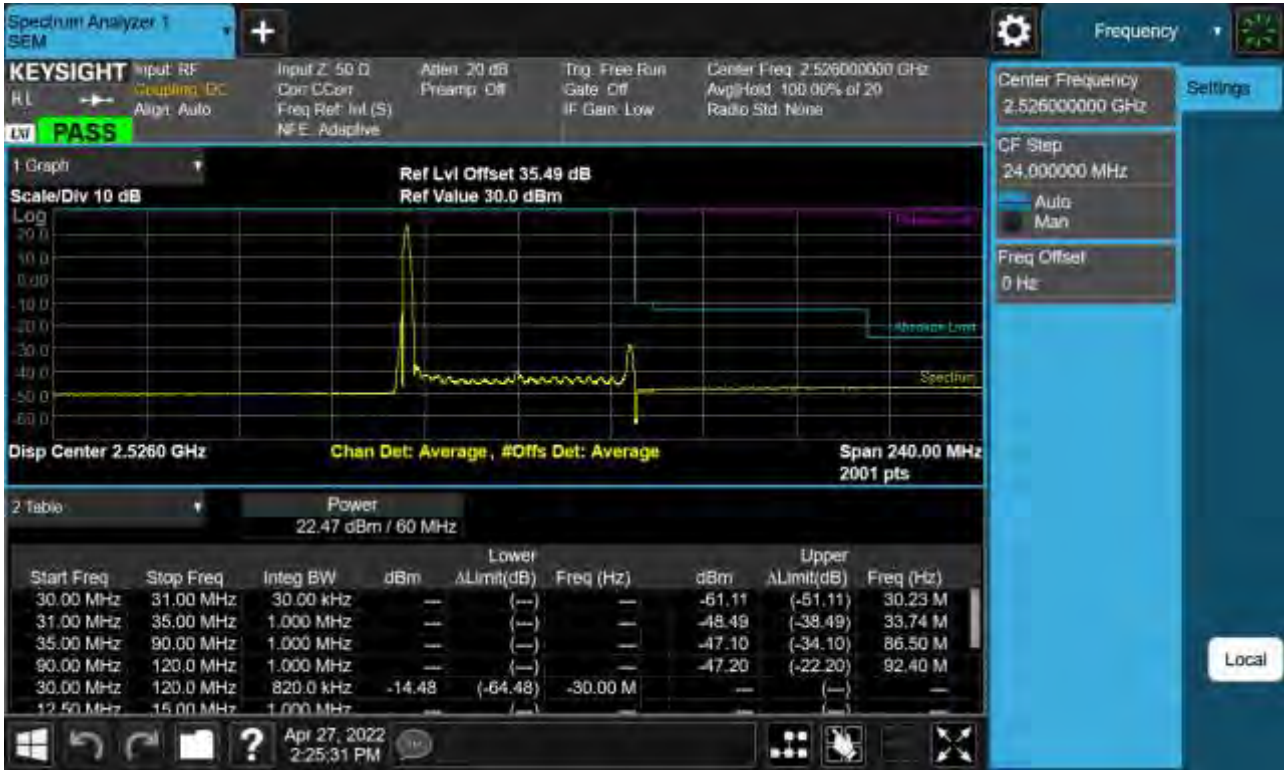 Spectrum Analyzer 1
SEM
Frequency
KEYSIGHT
Input: RF
Coupling: DC
Align: Auto
Input Z: 50 Ω
Corr CCorr
Freq Ref: Int (S)
NFE: Adaptive
Atten: 20 dB
Preamp: Off
Trig: Free Run
Gate: Off
IF Gain: Low
Center Freq: 2.526000000 GHz
Avg|Hold: 100.00% of 20
Radio Std: None
RL
LXI
PASS
Center Frequency
2.526000000 GHz
Settings
CF Step
24.000000 MHz
Auto
Man
Freq Offset
0 Hz
1 Graph
Scale/Div 10 dB
Ref Lvl Offset 35.49 dB
Ref Value 30.0 dBm
Log
20.0
10.0
0.00
-10.0
-20.0
-30.0
-40.0
-50.0
-60.0
Absolute Limit
Spectrum
Disp Center 2.5260 GHz
Chan Det: Average, #Offs Det: Average
Span 240.00 MHz
2001 pts
2 Table
Power
22.47 dBm / 60 MHz
Lower Upper
Start Freq Stop Freq Integ BW dBm ΔLimit(dB) Freq (Hz) dBm ΔLimit(dB) Freq (Hz)
30.00 MHz 31.00 MHz 30.00 kHz --- (---) --- -61.11 (-51.11) 30.23 M
31.00 MHz 35.00 MHz 1.000 MHz --- (---) --- -48.49 (-38.49) 33.74 M
35.00 MHz 90.00 MHz 1.000 MHz --- (---) --- -47.10 (-34.10) 86.50 M
90.00 MHz 120.0 MHz 1.000 MHz --- (---) --- -47.20 (-22.20) 92.40 M
30.00 MHz 120.0 MHz 820.0 kHz -14.48 (-64.48) -30.00 M --- (---) ---
12.50 MHz 15.00 MHz 1.000 MHz --- (---)
Local
?
Apr 27, 2022
2:25:31 PM